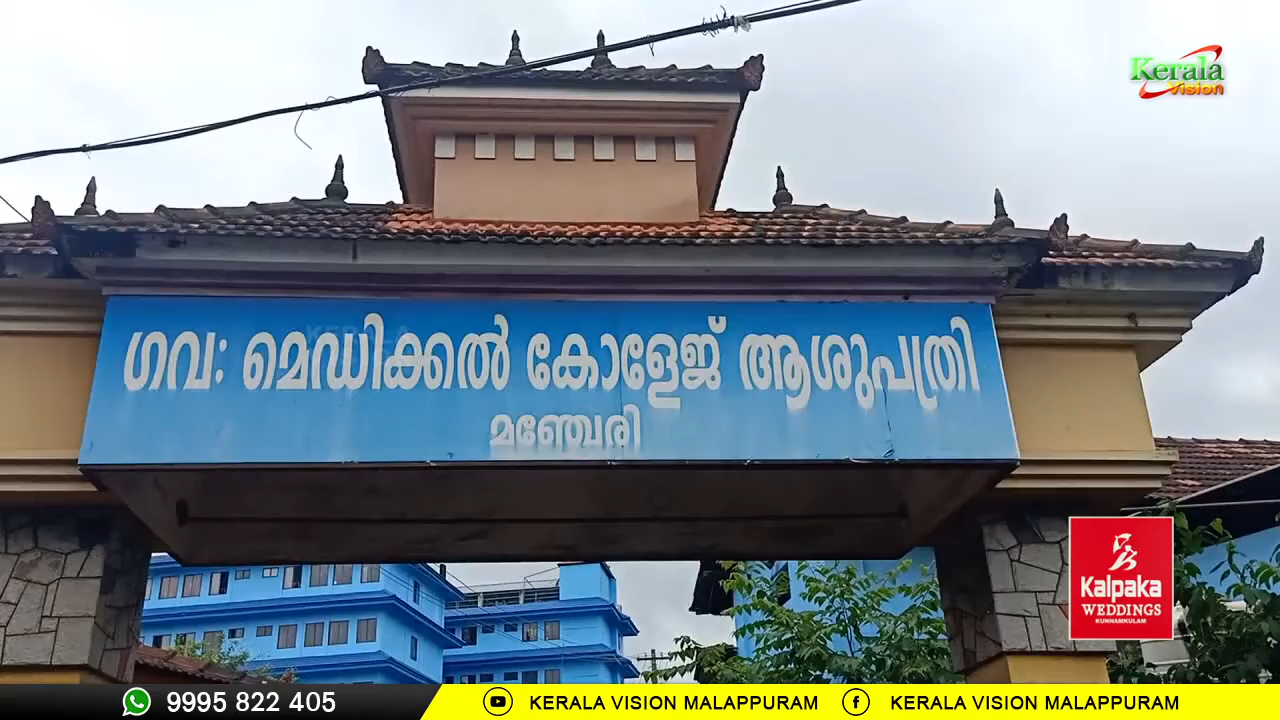 Kerala
Vision
ഗവ: മെഡിക്കൽ കോളേജ് ആശുപത്രി
മഞ്ചേരി
Kalpaka
WEDDINGS
KUNNAMKULAM
9995 822 405
KERALA VISION MALAPPURAM
KERALA VISION MALAPPURAM